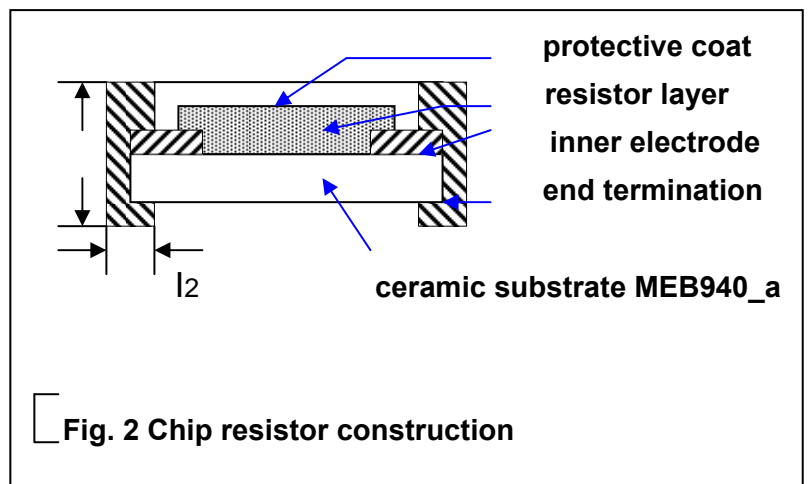 protective coat
resistor layer
inner electrode
end termination
l2
ceramic substrate MEB940_a
Fig. 2 Chip resistor construction